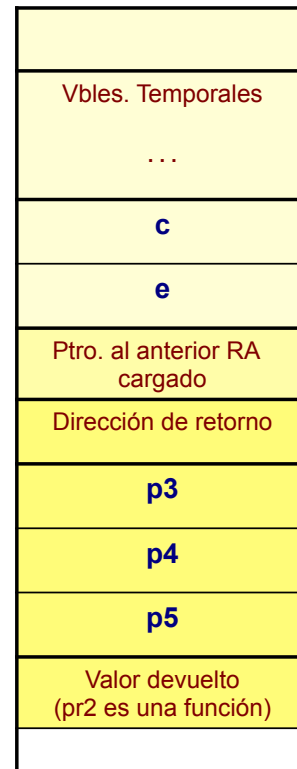 Vbles. Temporales
. . .
c
e
Ptro. al anterior RA
cargado
Dirección de retorno
p3
p4
p5
Valor devuelto
(pr2 es una función)